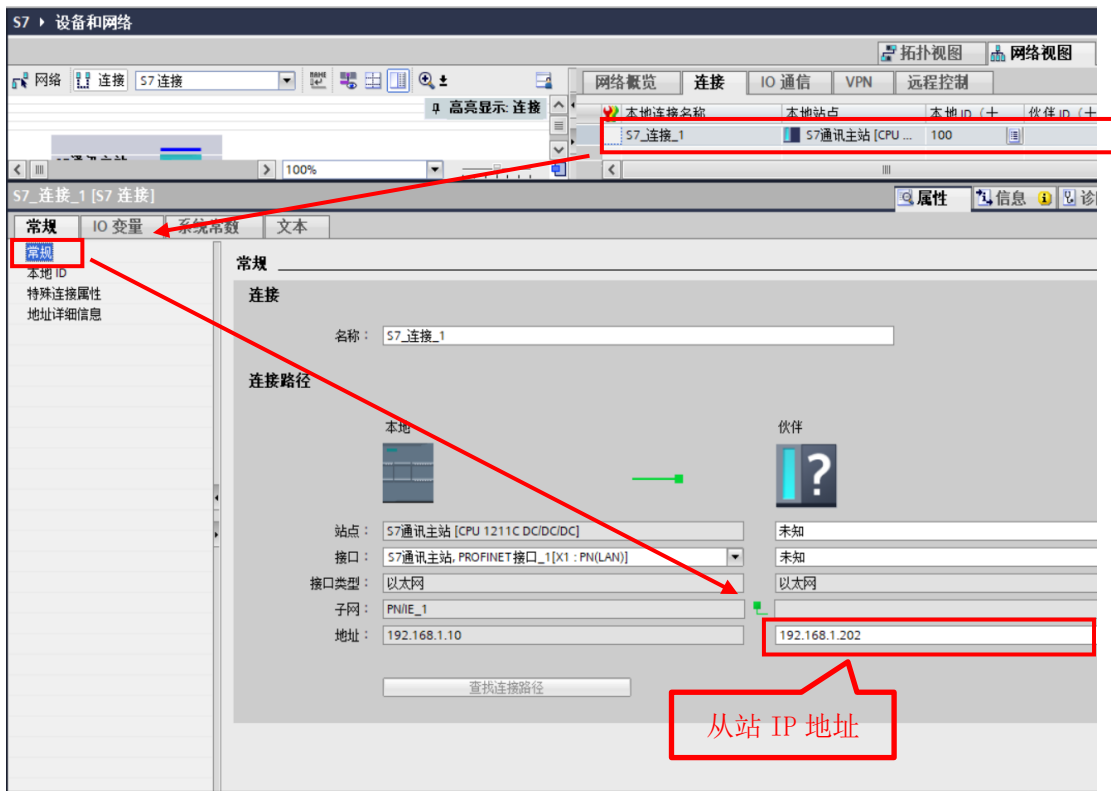 S7 ▸ 设备和网络
拓扑视图 网络视图
网络 连接 S7 连接
网络概览 连接 IO 通信 VPN 远程控制
高亮显示: 连接
本地连接名称 本地站点 本地 ID（十 伙伴 ID（十
S7_连接_1 S7通讯主站 [CPU ... 100
100%
S7_连接_1 [S7 连接]
属性 信息 诊
常规 IO 变量 系统常数 文本
常规
本地 ID
特殊连接属性
地址详细信息
常规
连接
名称： S7_连接_1
连接路径
本地 伙伴
站点： S7通讯主站 [CPU 1211C DC/DC/DC] 未知
接口： S7通讯主站, PROFINET接口_1[X1 : PN(LAN)] 未知
接口类型： 以太网 以太网
子网： PN/IE_1
地址： 192.168.1.10 192.168.1.202
查找连接路径
从站 IP 地址